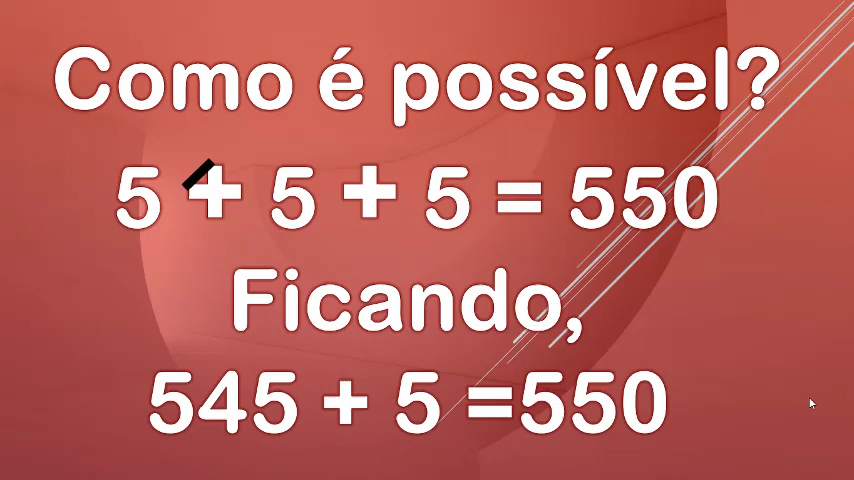 Como é possível?
5 + 5 + 5 = 550
Ficando,
545 + 5 =550